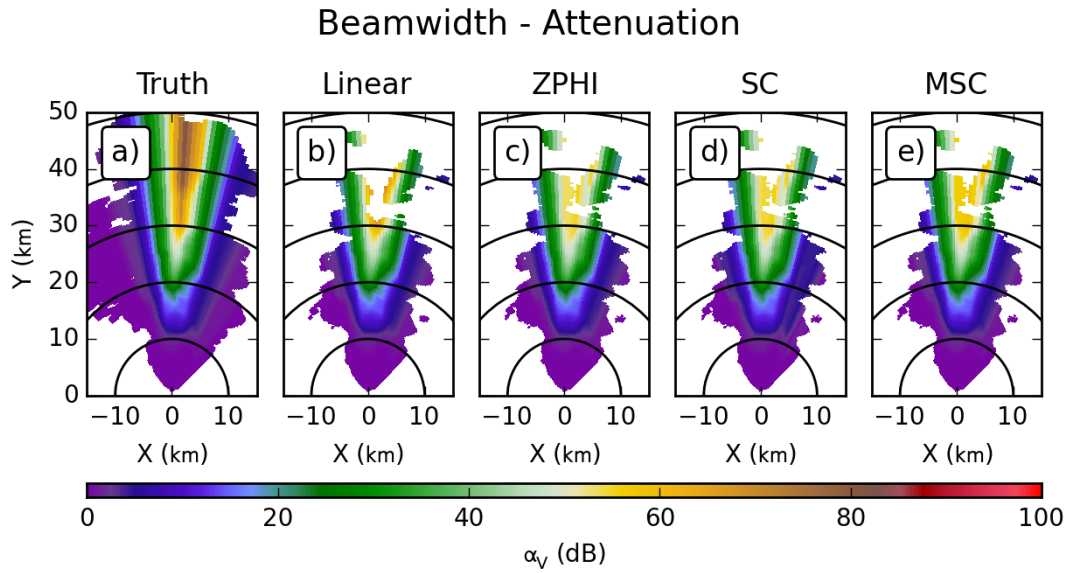 Beamwidth - Attenuation
Truth Linear ZPHI SC MSC
50
40
30
20
10
0
Y (km)
a) b) c) d) e)
−10 0 10 −10 0 10 −10 0 10 −10 0 10 −10 0 10
X (km) X (km) X (km) X (km) X (km)
0 20 40 60 80 100
αV (dB)